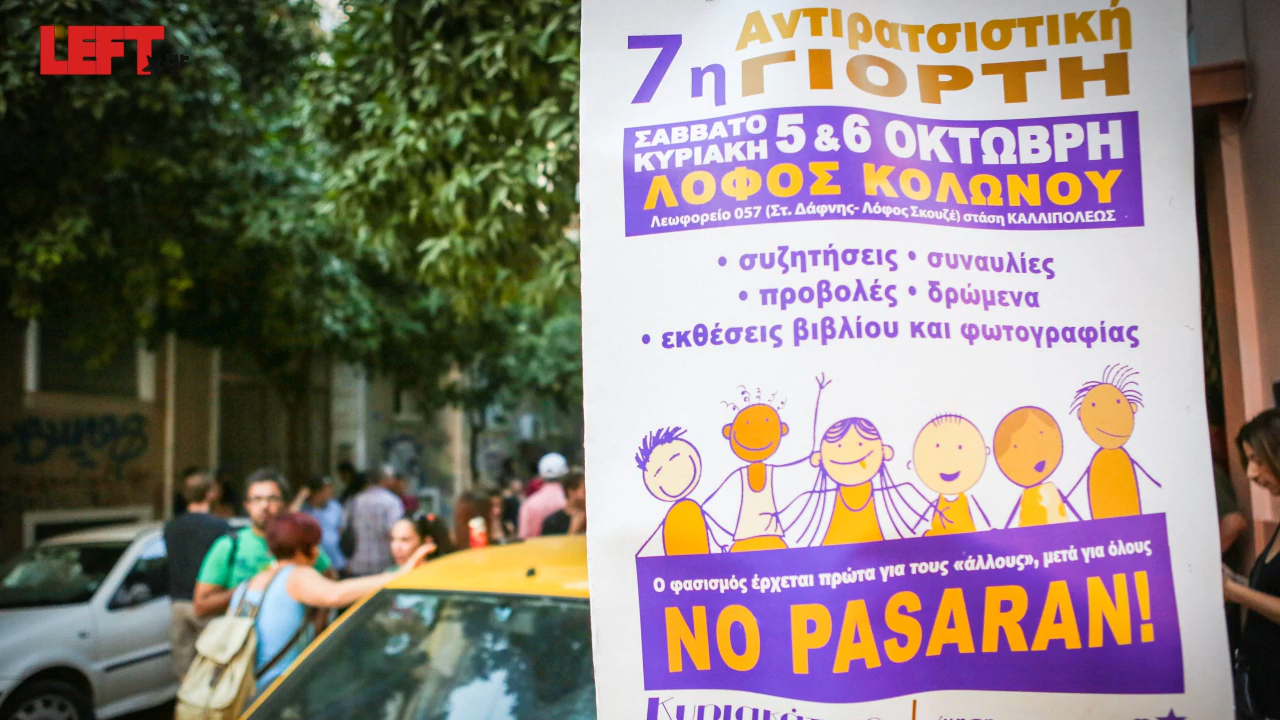 LEFT
7η Αντιρατσιστική
ΓΙΟΡΤΗ
ΣΑΒΒΑΤΟ
ΚΥΡΙΑΚΗ 5 & 6 ΟΚΤΩΒΡΗ
ΛΟΦΟΣ ΚΟΛΩΝΟΥ
Λεωφορείο 057 (Στ. Δάφνης- Λόφος Σκουζέ) στάση ΚΑΛΛΙΠΟΛΕΩΣ
• συζητήσεις • συναυλίες
• προβολές • δρώμενα
• εκθέσεις βιβλίου και φωτογραφίας
Ο φασισμός έρχεται πρώτα για τους «άλλους», μετά για όλους
NO PASARAN!